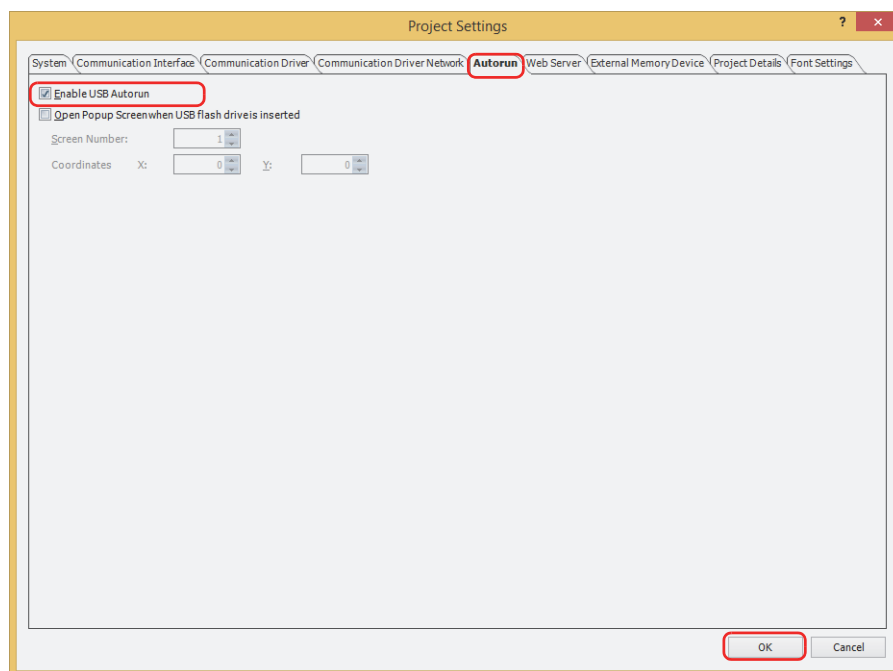 Project Settings
? ×
System Communication Interface Communication Driver Communication Driver Network Autorun Web Server External Memory Device Project Details Font Settings
Enable USB Autorun
Open Popup Screen when USB flash drive is inserted
Screen Number: 1
Coordinates X: 0 Y: 0
OK Cancel